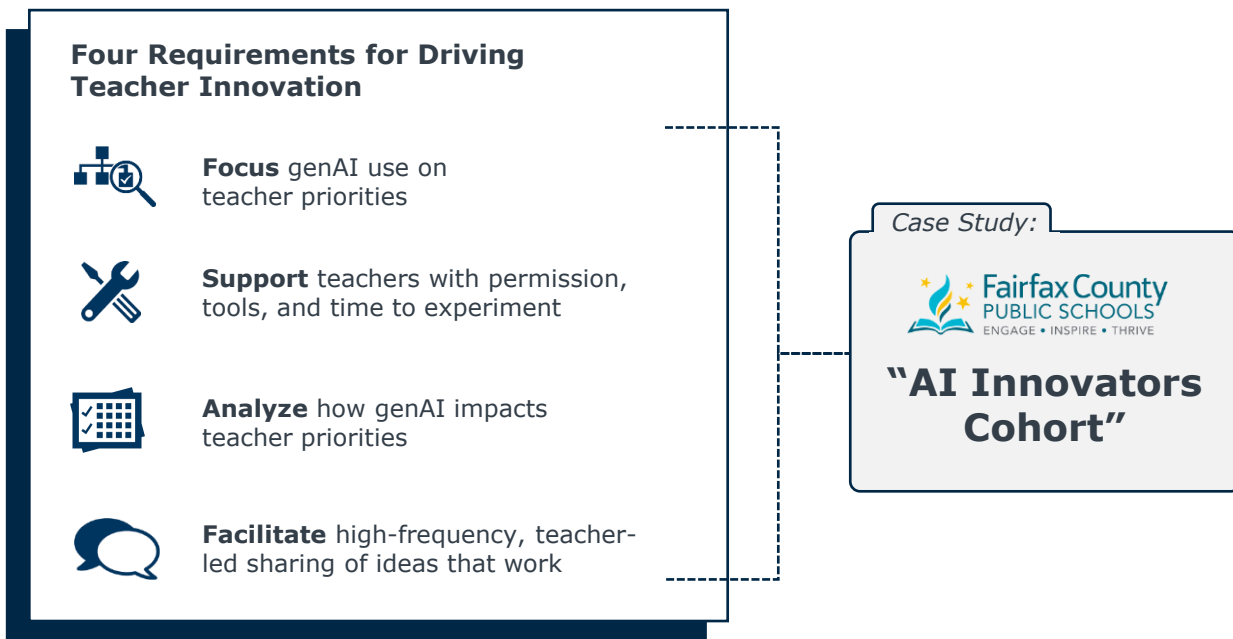 Four Requirements for Driving
Teacher Innovation
Focus genAI use on
teacher priorities
Support teachers with permission,
tools, and time to experiment
Analyze how genAI impacts
teacher priorities
Facilitate high-frequency, teacher-
led sharing of ideas that work
Case Study:
Fairfax County
PUBLIC SCHOOLS
ENGAGE • INSPIRE • THRIVE
“AI Innovators
Cohort”